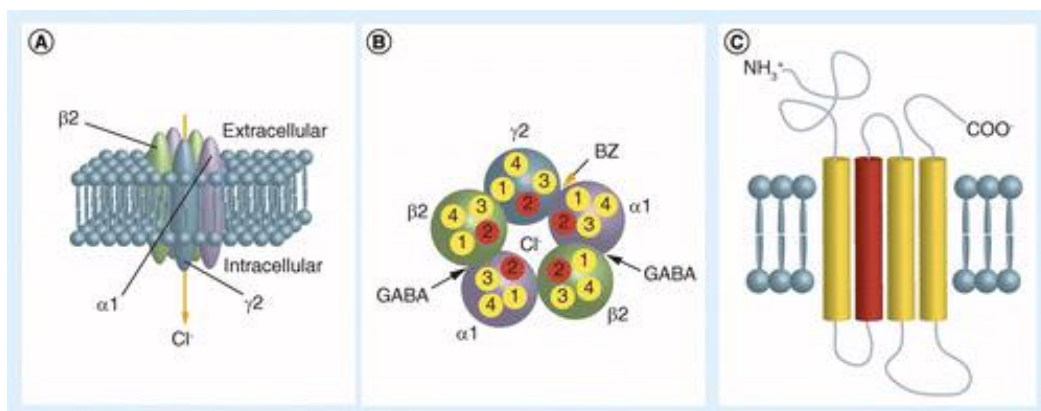 A
β2
Extracellular
Intracellular
α1
γ2
Cl-
B
γ2
BZ
4
1
3
2
β2
4
3
2
1
1
4
2
3
α1
Cl-
GABA
GABA
3
2
4
1
α1
2
1
3
4
β2
C
NH3+
COO-